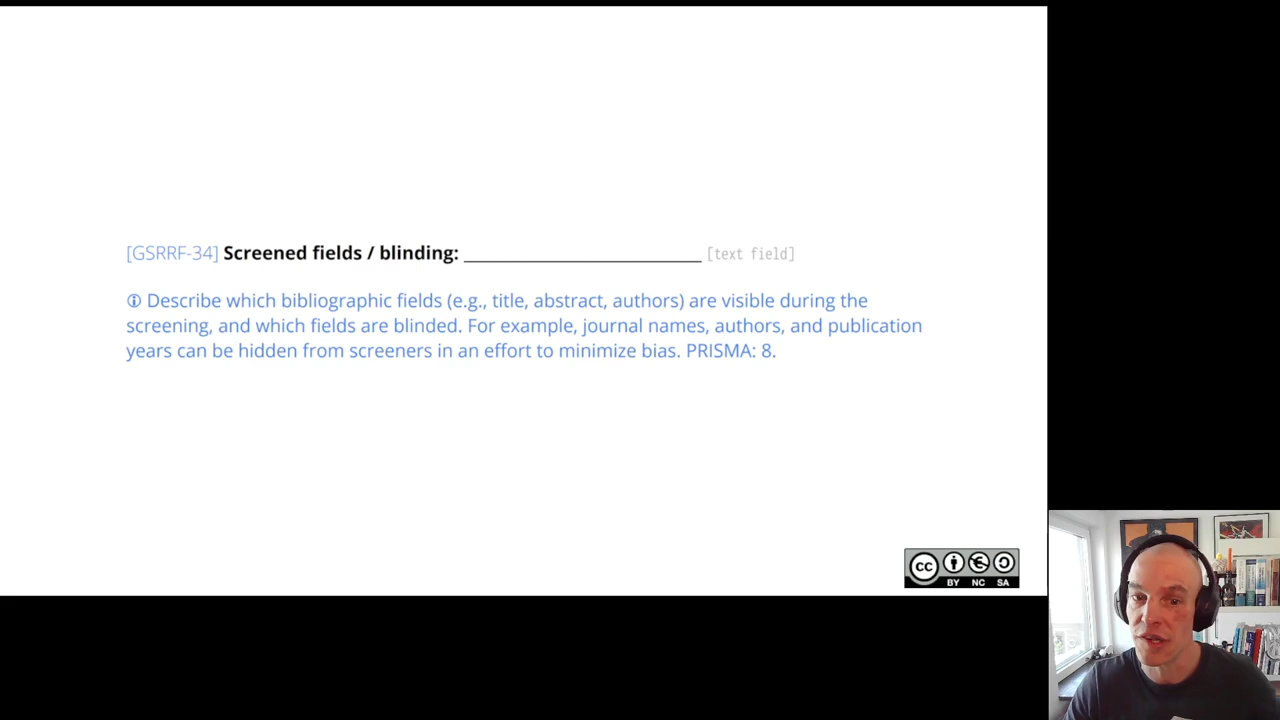 [GSRRF-34] Screened fields / blinding: _________________________ [text field]
🛈 Describe which bibliographic fields (e.g., title, abstract, authors) are visible during the
screening, and which fields are blinded. For example, journal names, authors, and publication
years can be hidden from screeners in an effort to minimize bias. PRISMA: 8.
cc
BY NC SA